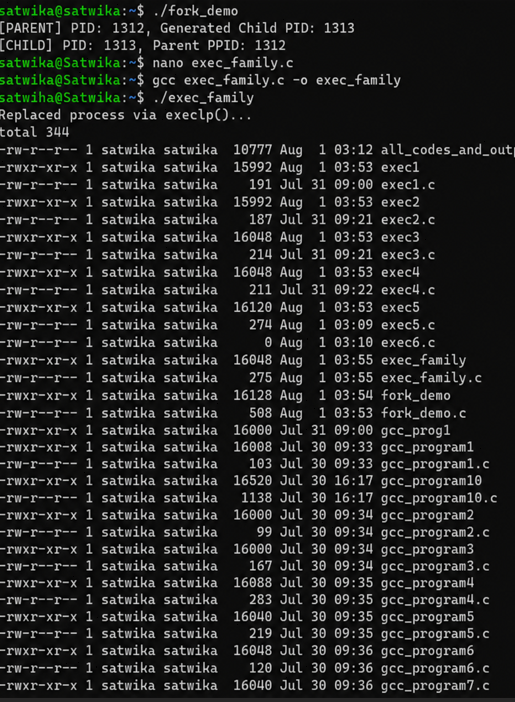 satwika@Satwika:~$ ./fork_demo
[PARENT] PID: 1312, Generated Child PID: 1313
[CHILD] PID: 1313, Parent PPID: 1312
satwika@Satwika:~$ nano exec_family.c
satwika@Satwika:~$ gcc exec_family.c -o exec_family
satwika@Satwika:~$ ./exec_family
Replaced process via execlp()...
total 344
-rw-r--r-- 1 satwika satwika 10777 Aug  1 03:12 all_codes_and_outp
-rwxr-xr-x 1 satwika satwika 15992 Aug  1 03:53 exec1
-rw-r--r-- 1 satwika satwika   191 Jul 31 09:00 exec1.c
-rwxr-xr-x 1 satwika satwika 15992 Aug  1 03:53 exec2
-rw-r--r-- 1 satwika satwika   187 Jul 31 09:21 exec2.c
-rwxr-xr-x 1 satwika satwika 16048 Aug  1 03:53 exec3
-rw-r--r-- 1 satwika satwika   214 Jul 31 09:21 exec3.c
-rwxr-xr-x 1 satwika satwika 16048 Aug  1 03:53 exec4
-rw-r--r-- 1 satwika satwika   211 Jul 31 09:22 exec4.c
-rwxr-xr-x 1 satwika satwika 16120 Aug  1 03:53 exec5
-rw-r--r-- 1 satwika satwika   274 Aug  1 03:09 exec5.c
-rw-r--r-- 1 satwika satwika     0 Aug  1 03:10 exec6.c
-rwxr-xr-x 1 satwika satwika 16048 Aug  1 03:55 exec_family
-rw-r--r-- 1 satwika satwika   275 Aug  1 03:55 exec_family.c
-rwxr-xr-x 1 satwika satwika 16128 Aug  1 03:54 fork_demo
-rw-r--r-- 1 satwika satwika   508 Aug  1 03:53 fork_demo.c
-rwxr-xr-x 1 satwika satwika 16000 Jul 31 09:00 gcc_prog1
-rwxr-xr-x 1 satwika satwika 16008 Jul 30 09:33 gcc_program1
-rw-r--r-- 1 satwika satwika   103 Jul 30 09:33 gcc_program1.c
-rwxr-xr-x 1 satwika satwika 16520 Jul 30 16:17 gcc_program10
-rw-r--r-- 1 satwika satwika  1138 Jul 30 16:17 gcc_program10.c
-rwxr-xr-x 1 satwika satwika 16000 Jul 30 09:34 gcc_program2
-rw-r--r-- 1 satwika satwika    99 Jul 30 09:34 gcc_program2.c
-rwxr-xr-x 1 satwika satwika 16000 Jul 30 09:34 gcc_program3
-rw-r--r-- 1 satwika satwika   167 Jul 30 09:34 gcc_program3.c
-rwxr-xr-x 1 satwika satwika 16088 Jul 30 09:35 gcc_program4
-rw-r--r-- 1 satwika satwika   283 Jul 30 09:35 gcc_program4.c
-rwxr-xr-x 1 satwika satwika 16040 Jul 30 09:35 gcc_program5
-rw-r--r-- 1 satwika satwika   219 Jul 30 09:35 gcc_program5.c
-rwxr-xr-x 1 satwika satwika 16048 Jul 30 09:36 gcc_program6
-rw-r--r-- 1 satwika satwika   120 Jul 30 09:36 gcc_program6.c
-rwxr-xr-x 1 satwika satwika 16040 Jul 30 09:36 gcc_program7.c